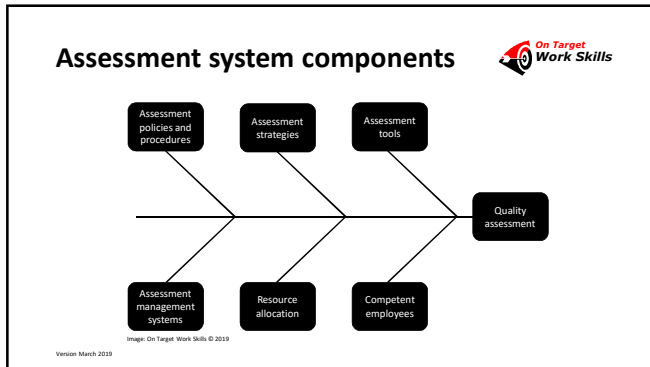 Assessment system components
On Target
Work Skills
Assessment
policies and
procedures
Assessment
strategies
Assessment
tools
Quality
assessment
Assessment
management
systems
Resource
allocation
Competent
employees
Image: On Target Work Skills © 2019
Version March 2019